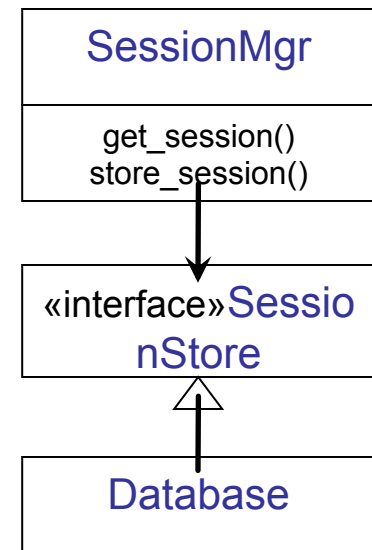 SessionMgr
get_session()
store_session()
«interface»Sessio
nStore
Database